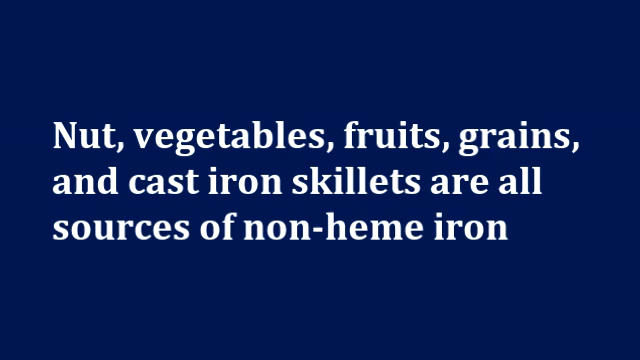 Nut, vegetables, fruits, grains,
and cast iron skillets are all
sources of non-heme iron